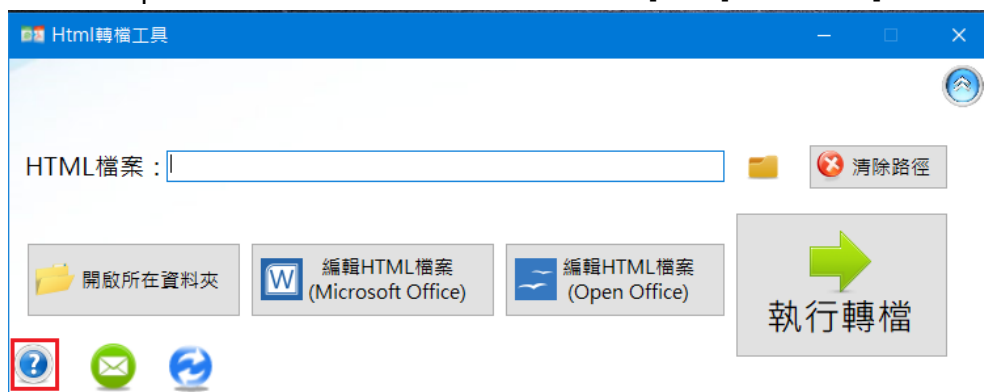 Html轉檔工具
HTML檔案：
清除路徑
開啟所在資料夾
編輯HTML檔案
(Microsoft Office)
編輯HTML檔案
(Open Office)
執行轉檔